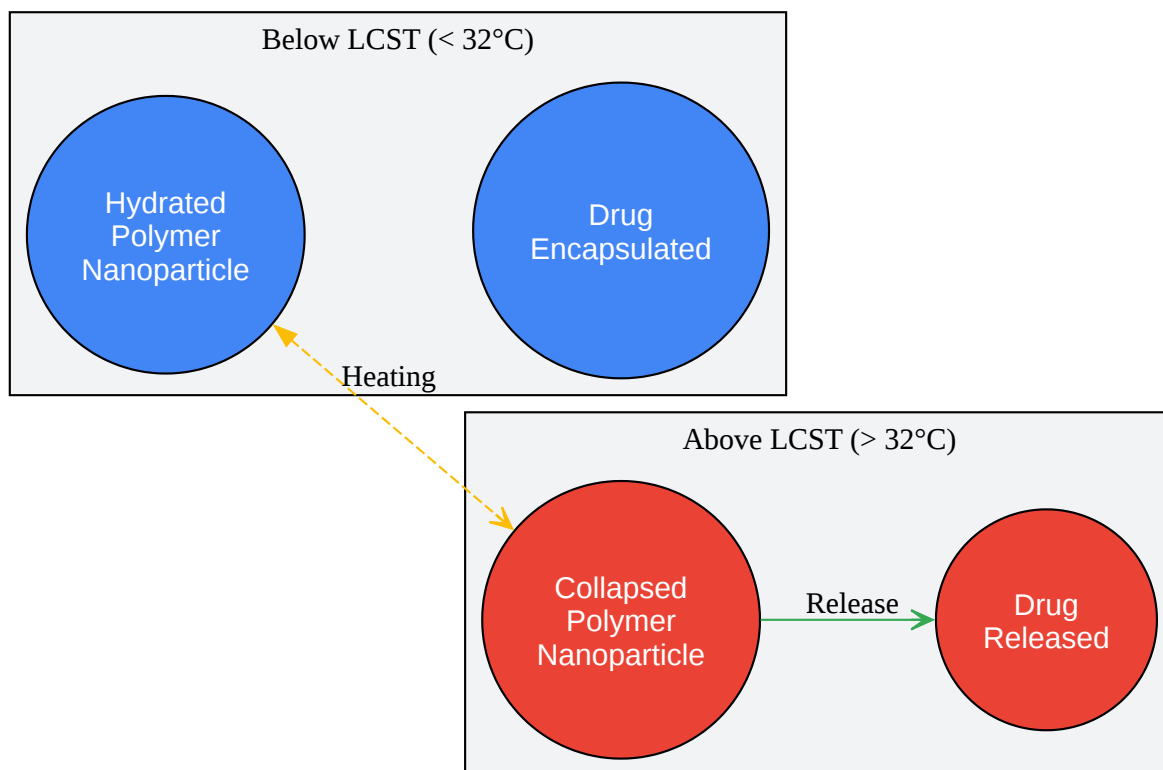 Below LCST (< 32°C)
Hydrated
Polymer
Nanoparticle
Drug
Encapsulated
Heating
Above LCST (> 32°C)
Collapsed
Polymer
Nanoparticle
Release
Drug
Released